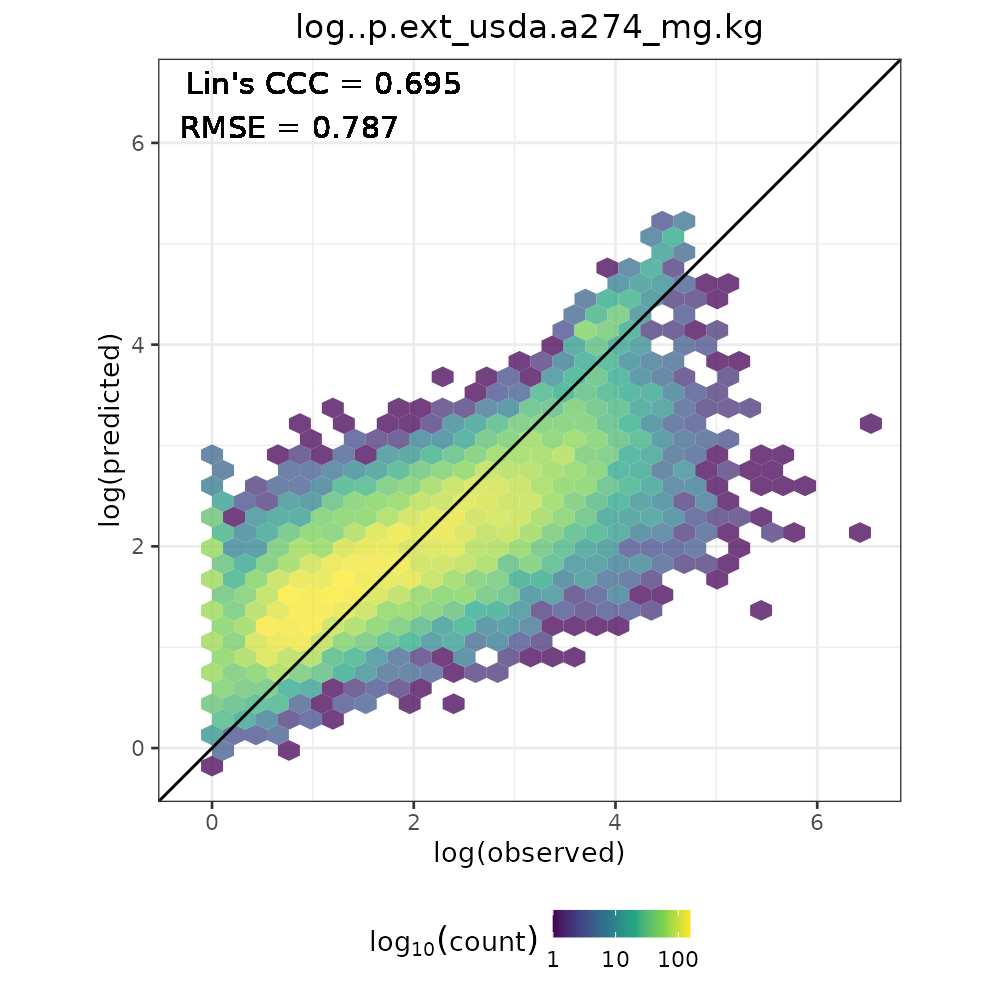 log..p.ext_usda.a274_mg.kg
Lin's CCC = 0.695
RMSE = 0.787
6
4
2
0
log(predicted)
0 2 4 6
log(observed)
log₁₀(count)
1 10 100